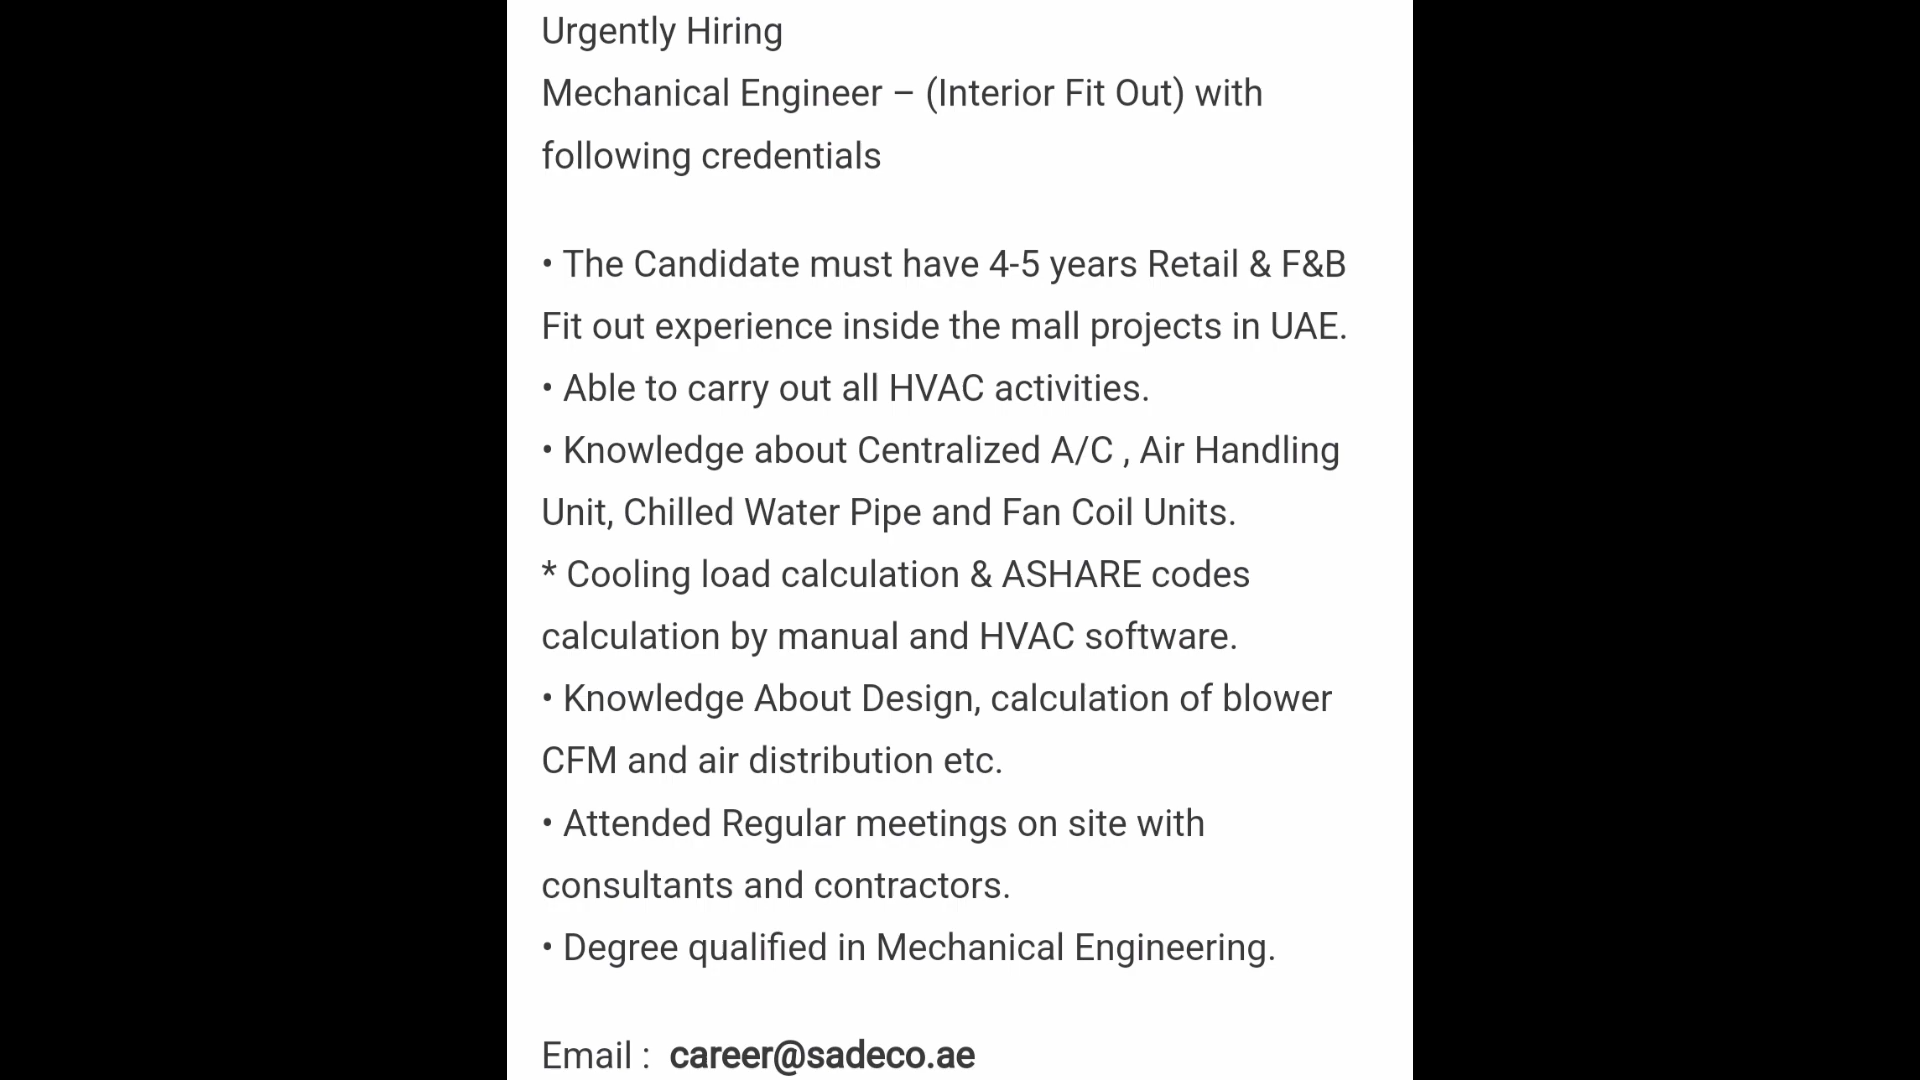 Urgently Hiring
Mechanical Engineer – (Interior Fit Out) with
following credentials
• The Candidate must have 4-5 years Retail & F&B
Fit out experience inside the mall projects in UAE.
• Able to carry out all HVAC activities.
• Knowledge about Centralized A/C , Air Handling
Unit, Chilled Water Pipe and Fan Coil Units.
* Cooling load calculation & ASHARE codes
calculation by manual and HVAC software.
• Knowledge About Design, calculation of blower
CFM and air distribution etc.
• Attended Regular meetings on site with
consultants and contractors.
• Degree qualified in Mechanical Engineering.
Email : career@sadeco.ae